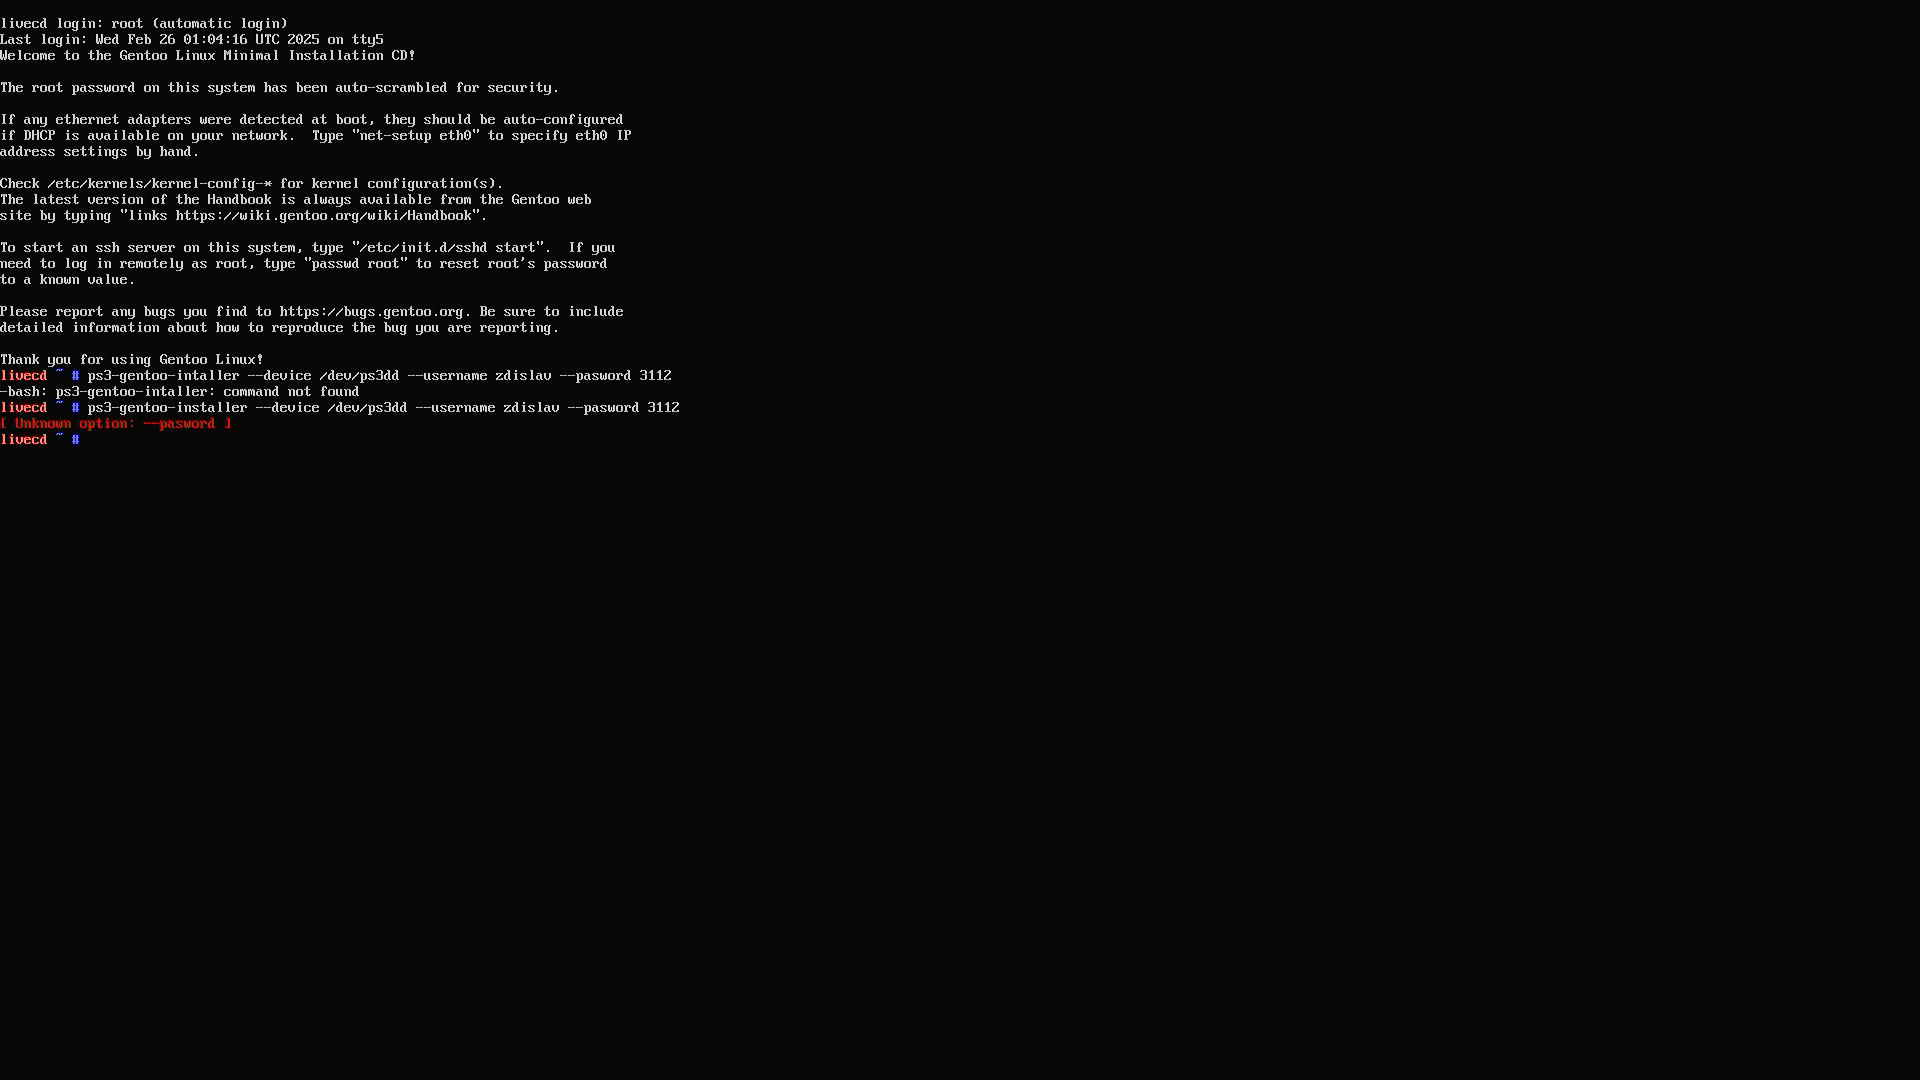 livecd login: root (automatic login)
Last login: Wed Feb 26 01:04:16 UTC 2025 on tty5
Welcome to the Gentoo Linux Minimal Installation CD!
The root password on this system has been auto-scrambled for security.
If any ethernet adapters were detected at boot, they should be auto-configured
if DHCP is available on your network.  Type "net-setup eth0" to specify eth0 IP
address settings by hand.
Check /etc/kernels/kernel-config-* for kernel configuration(s).
The latest version of the Handbook is always available from the Gentoo web
site by typing "links https://wiki.gentoo.org/wiki/Handbook".
To start an ssh server on this system, type "/etc/init.d/sshd start".  If you
need to log in remotely as root, type "passwd root" to reset root's password
to a known value.
Please report any bugs you find to https://bugs.gentoo.org. Be sure to include
detailed information about how to reproduce the bug you are reporting.
Thank you for using Gentoo Linux!
livecd ~ # ps3-gentoo-intaller --device /dev/ps3dd --username zdislav --pasword 3112
-bash: ps3-gentoo-intaller: command not found
livecd ~ # ps3-gentoo-installer --device /dev/ps3dd --username zdislav --pasword 3112
[ Unknown option: --pasword ]
livecd ~ #